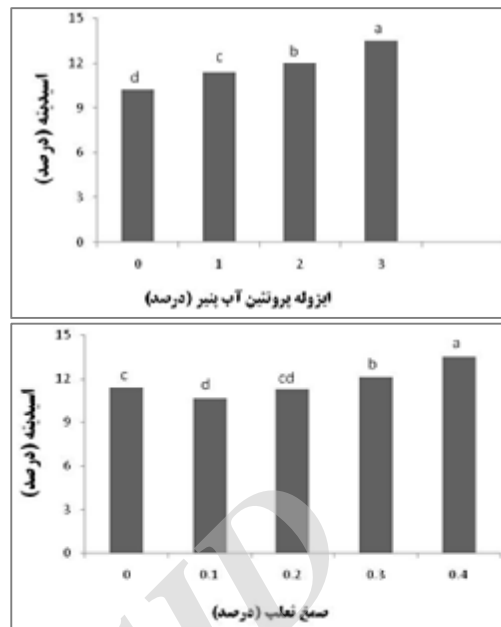 15
12
9
6
3
0
d
c
b
a
0 1 2 3
اسیدیته (درصد)
ایزوله پروتئین آب پنیر (درصد)
15
12
9
6
3
0
c
d
cd
b
a
0 0.1 0.2 0.3 0.4
اسیدیته (درصد)
صمغ ثعلب (درصد)